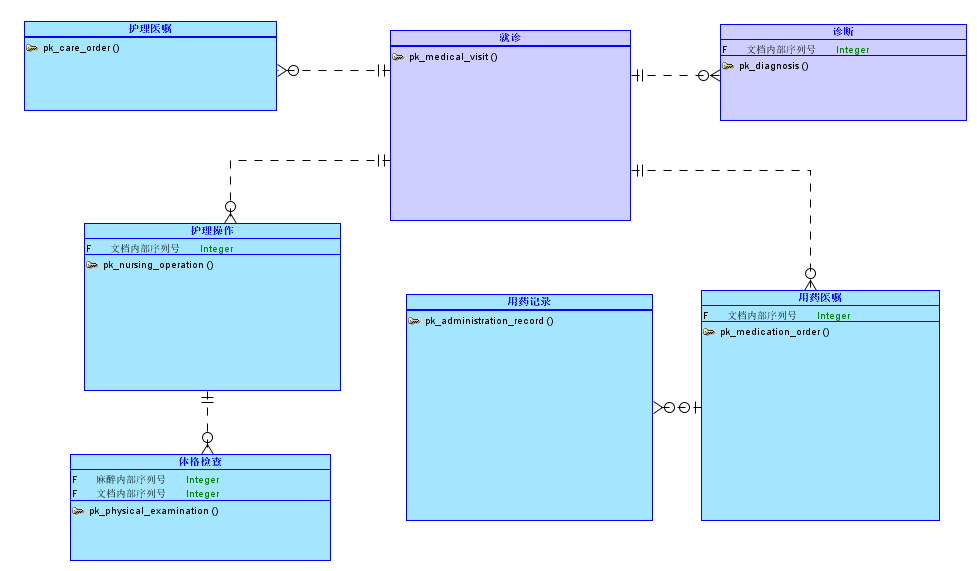 护理医嘱
pk_care_order ()
就诊
pk_medical_visit ()
诊断
F 文档内部序列号 Integer
pk_diagnosis ()
护理操作
F 文档内部序列号 Integer
pk_nursing_operation ()
用药记录
pk_administration_record ()
用药医嘱
F 文档内部序列号 Integer
pk_medication_order ()
体格检查
F 麻醉内部序列号 Integer
F 文档内部序列号 Integer
pk_physical_examination ()